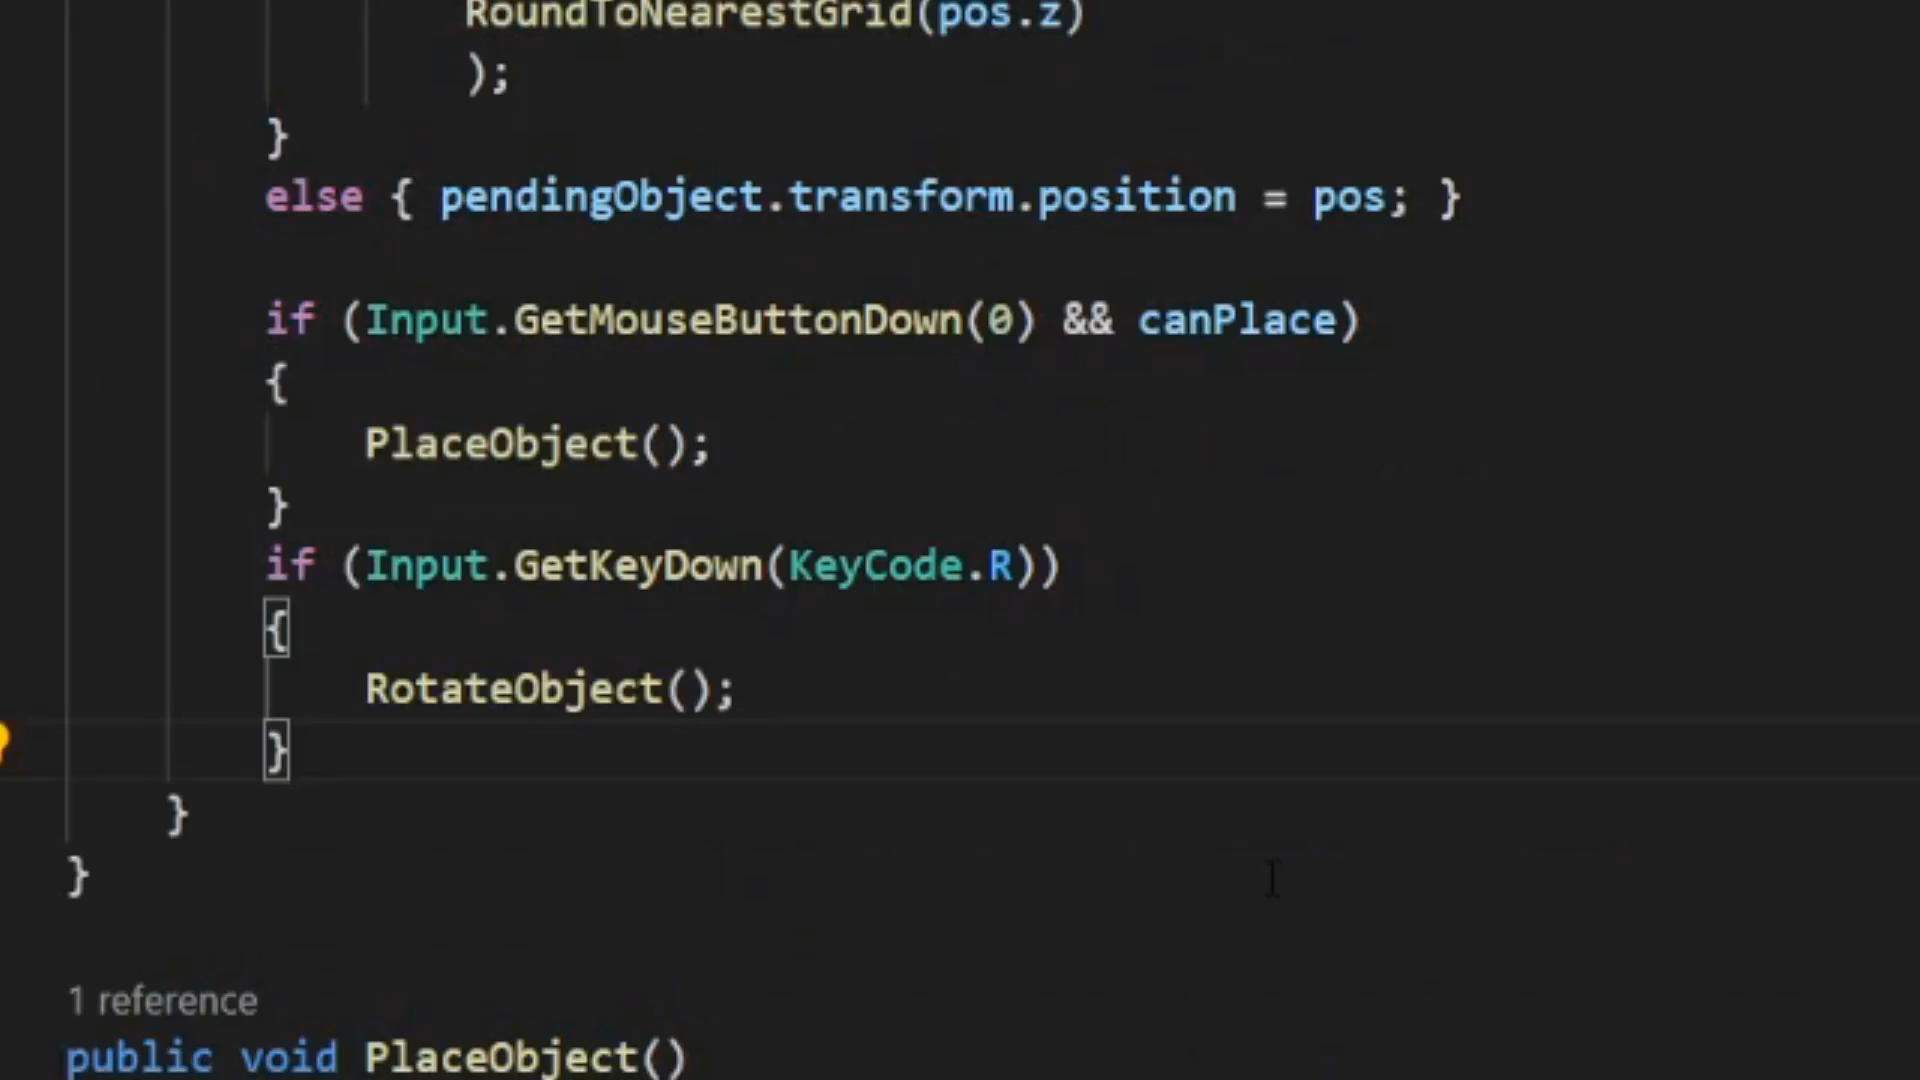 RoundToNearestGrid(pos.z)
);
}
else { pendingObject.transform.position = pos; }
if (Input.GetMouseButtonDown(0) && canPlace)
{
PlaceObject();
}
if (Input.GetKeyDown(KeyCode.R))
{
RotateObject();
}
}
}
1 reference
public void PlaceObject()